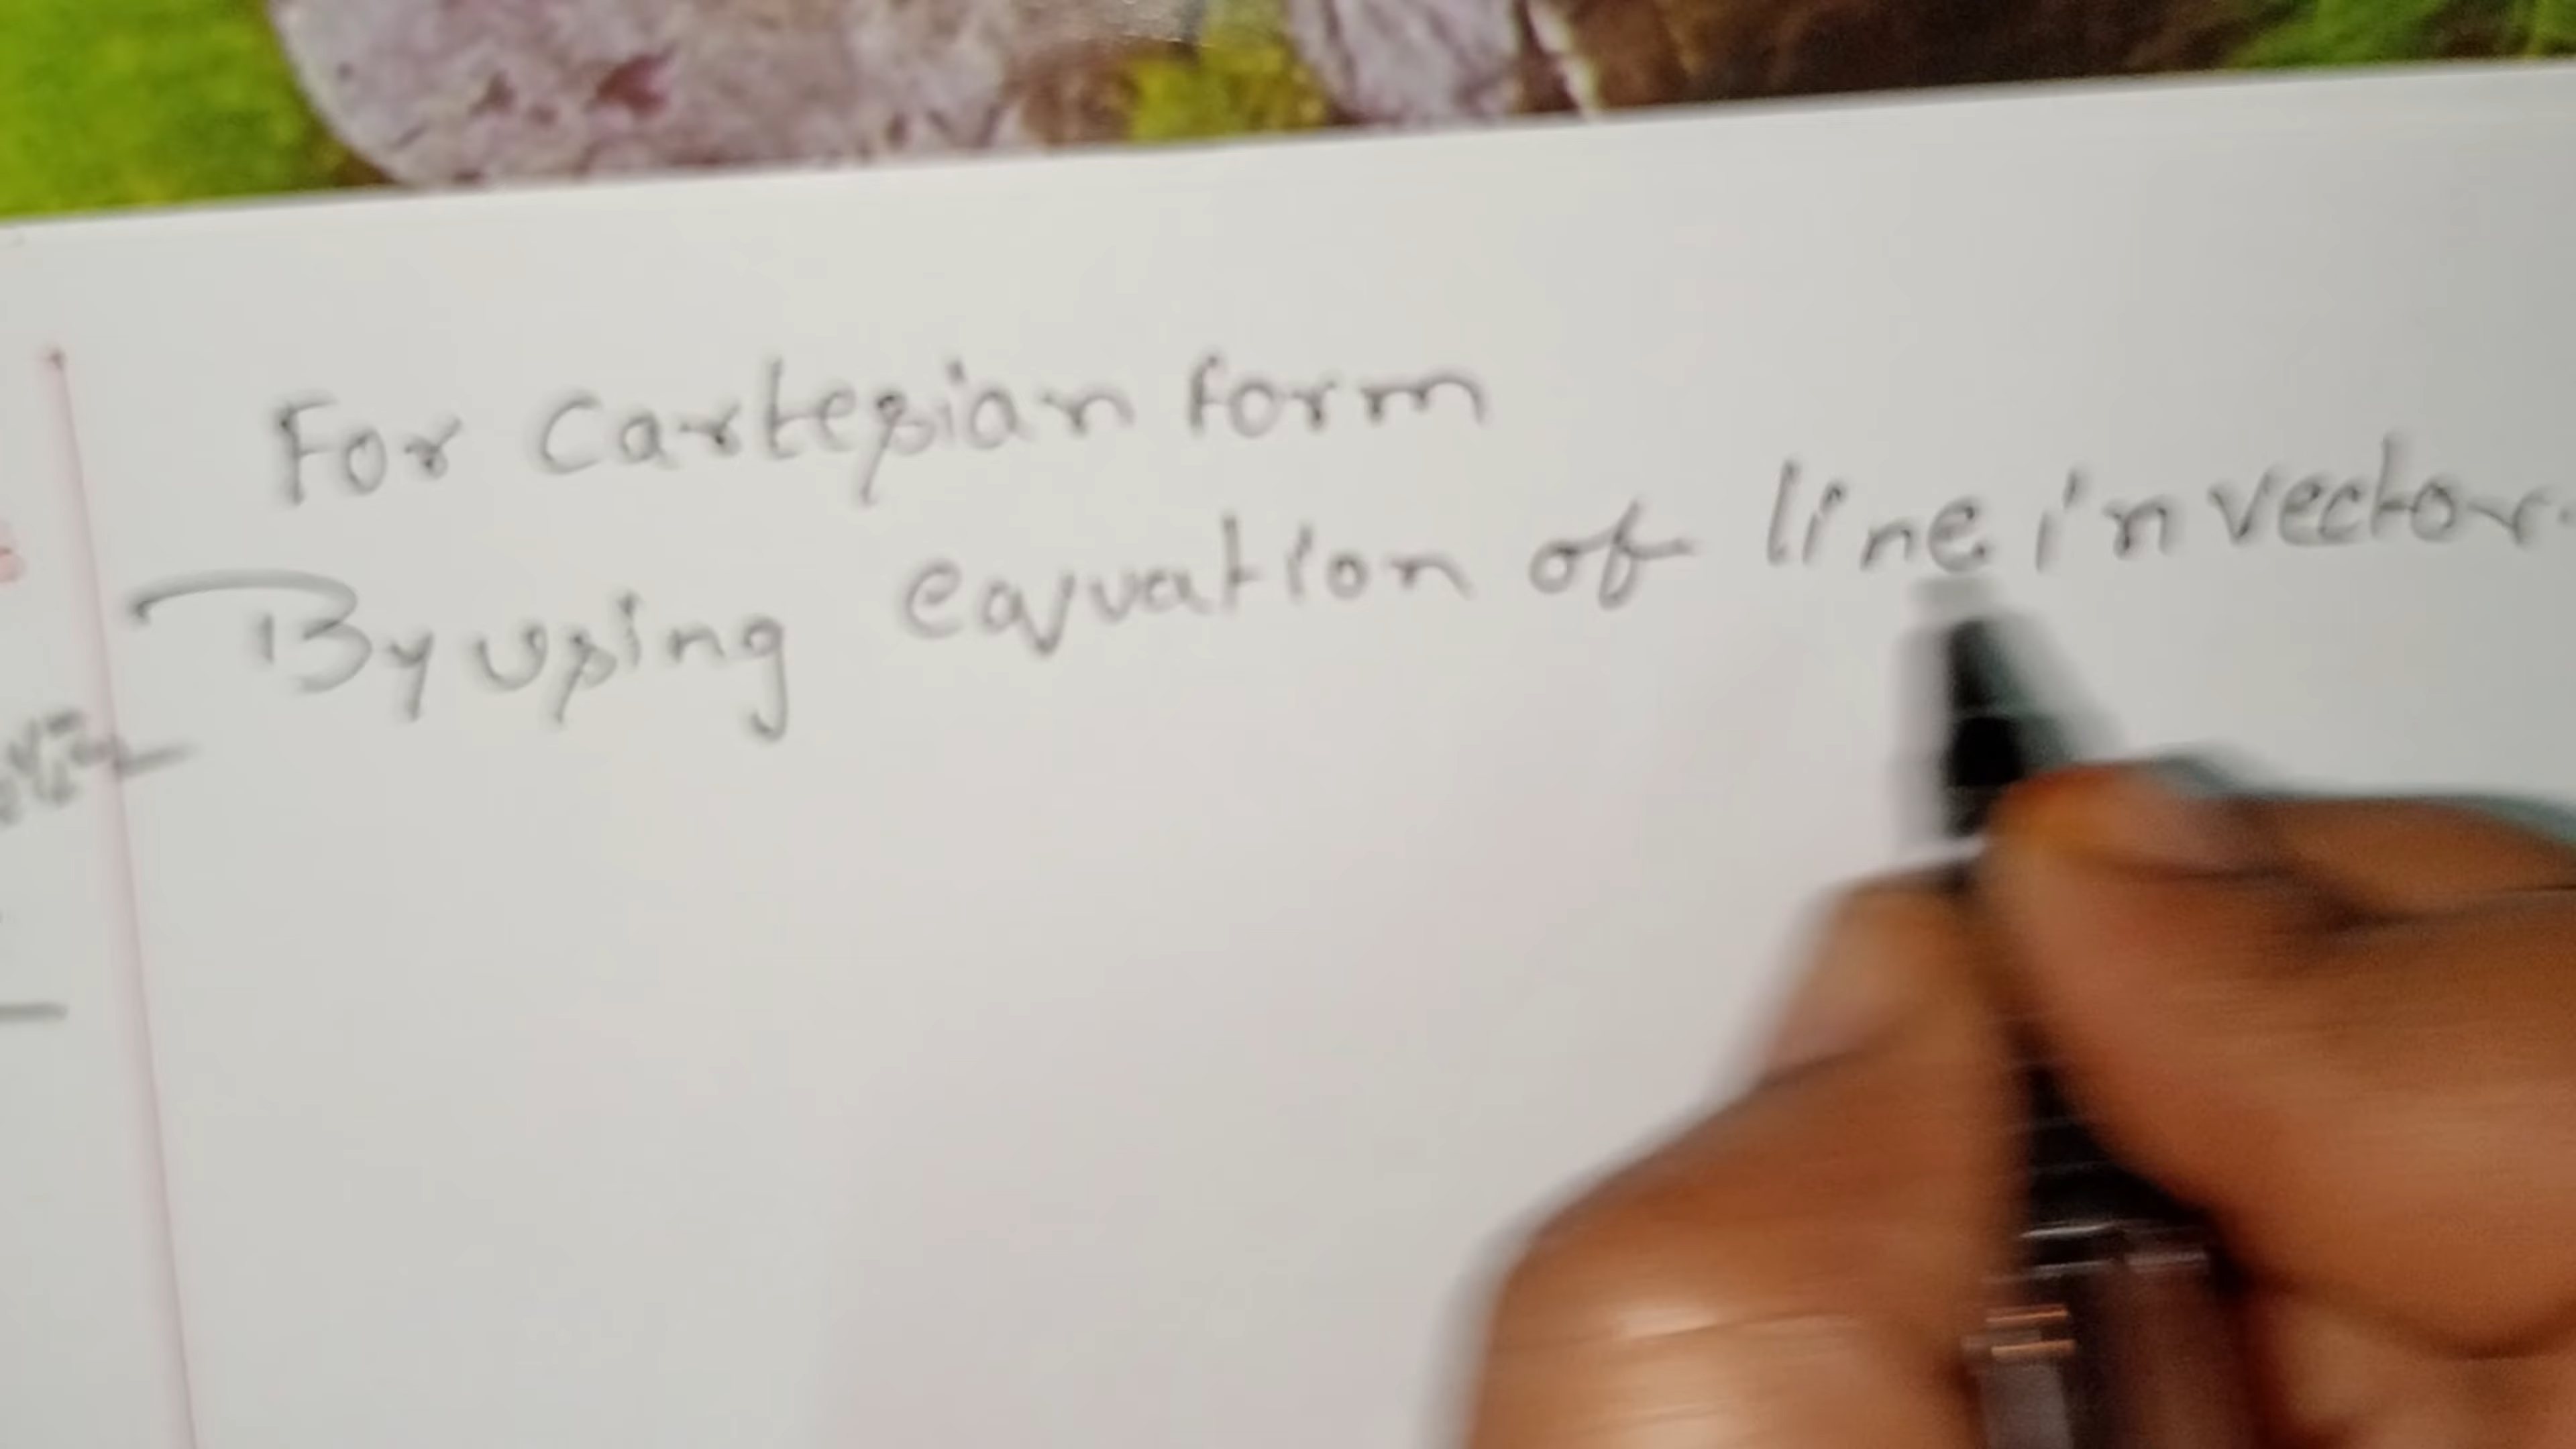 For Cartesian form
By using equation of line in vector